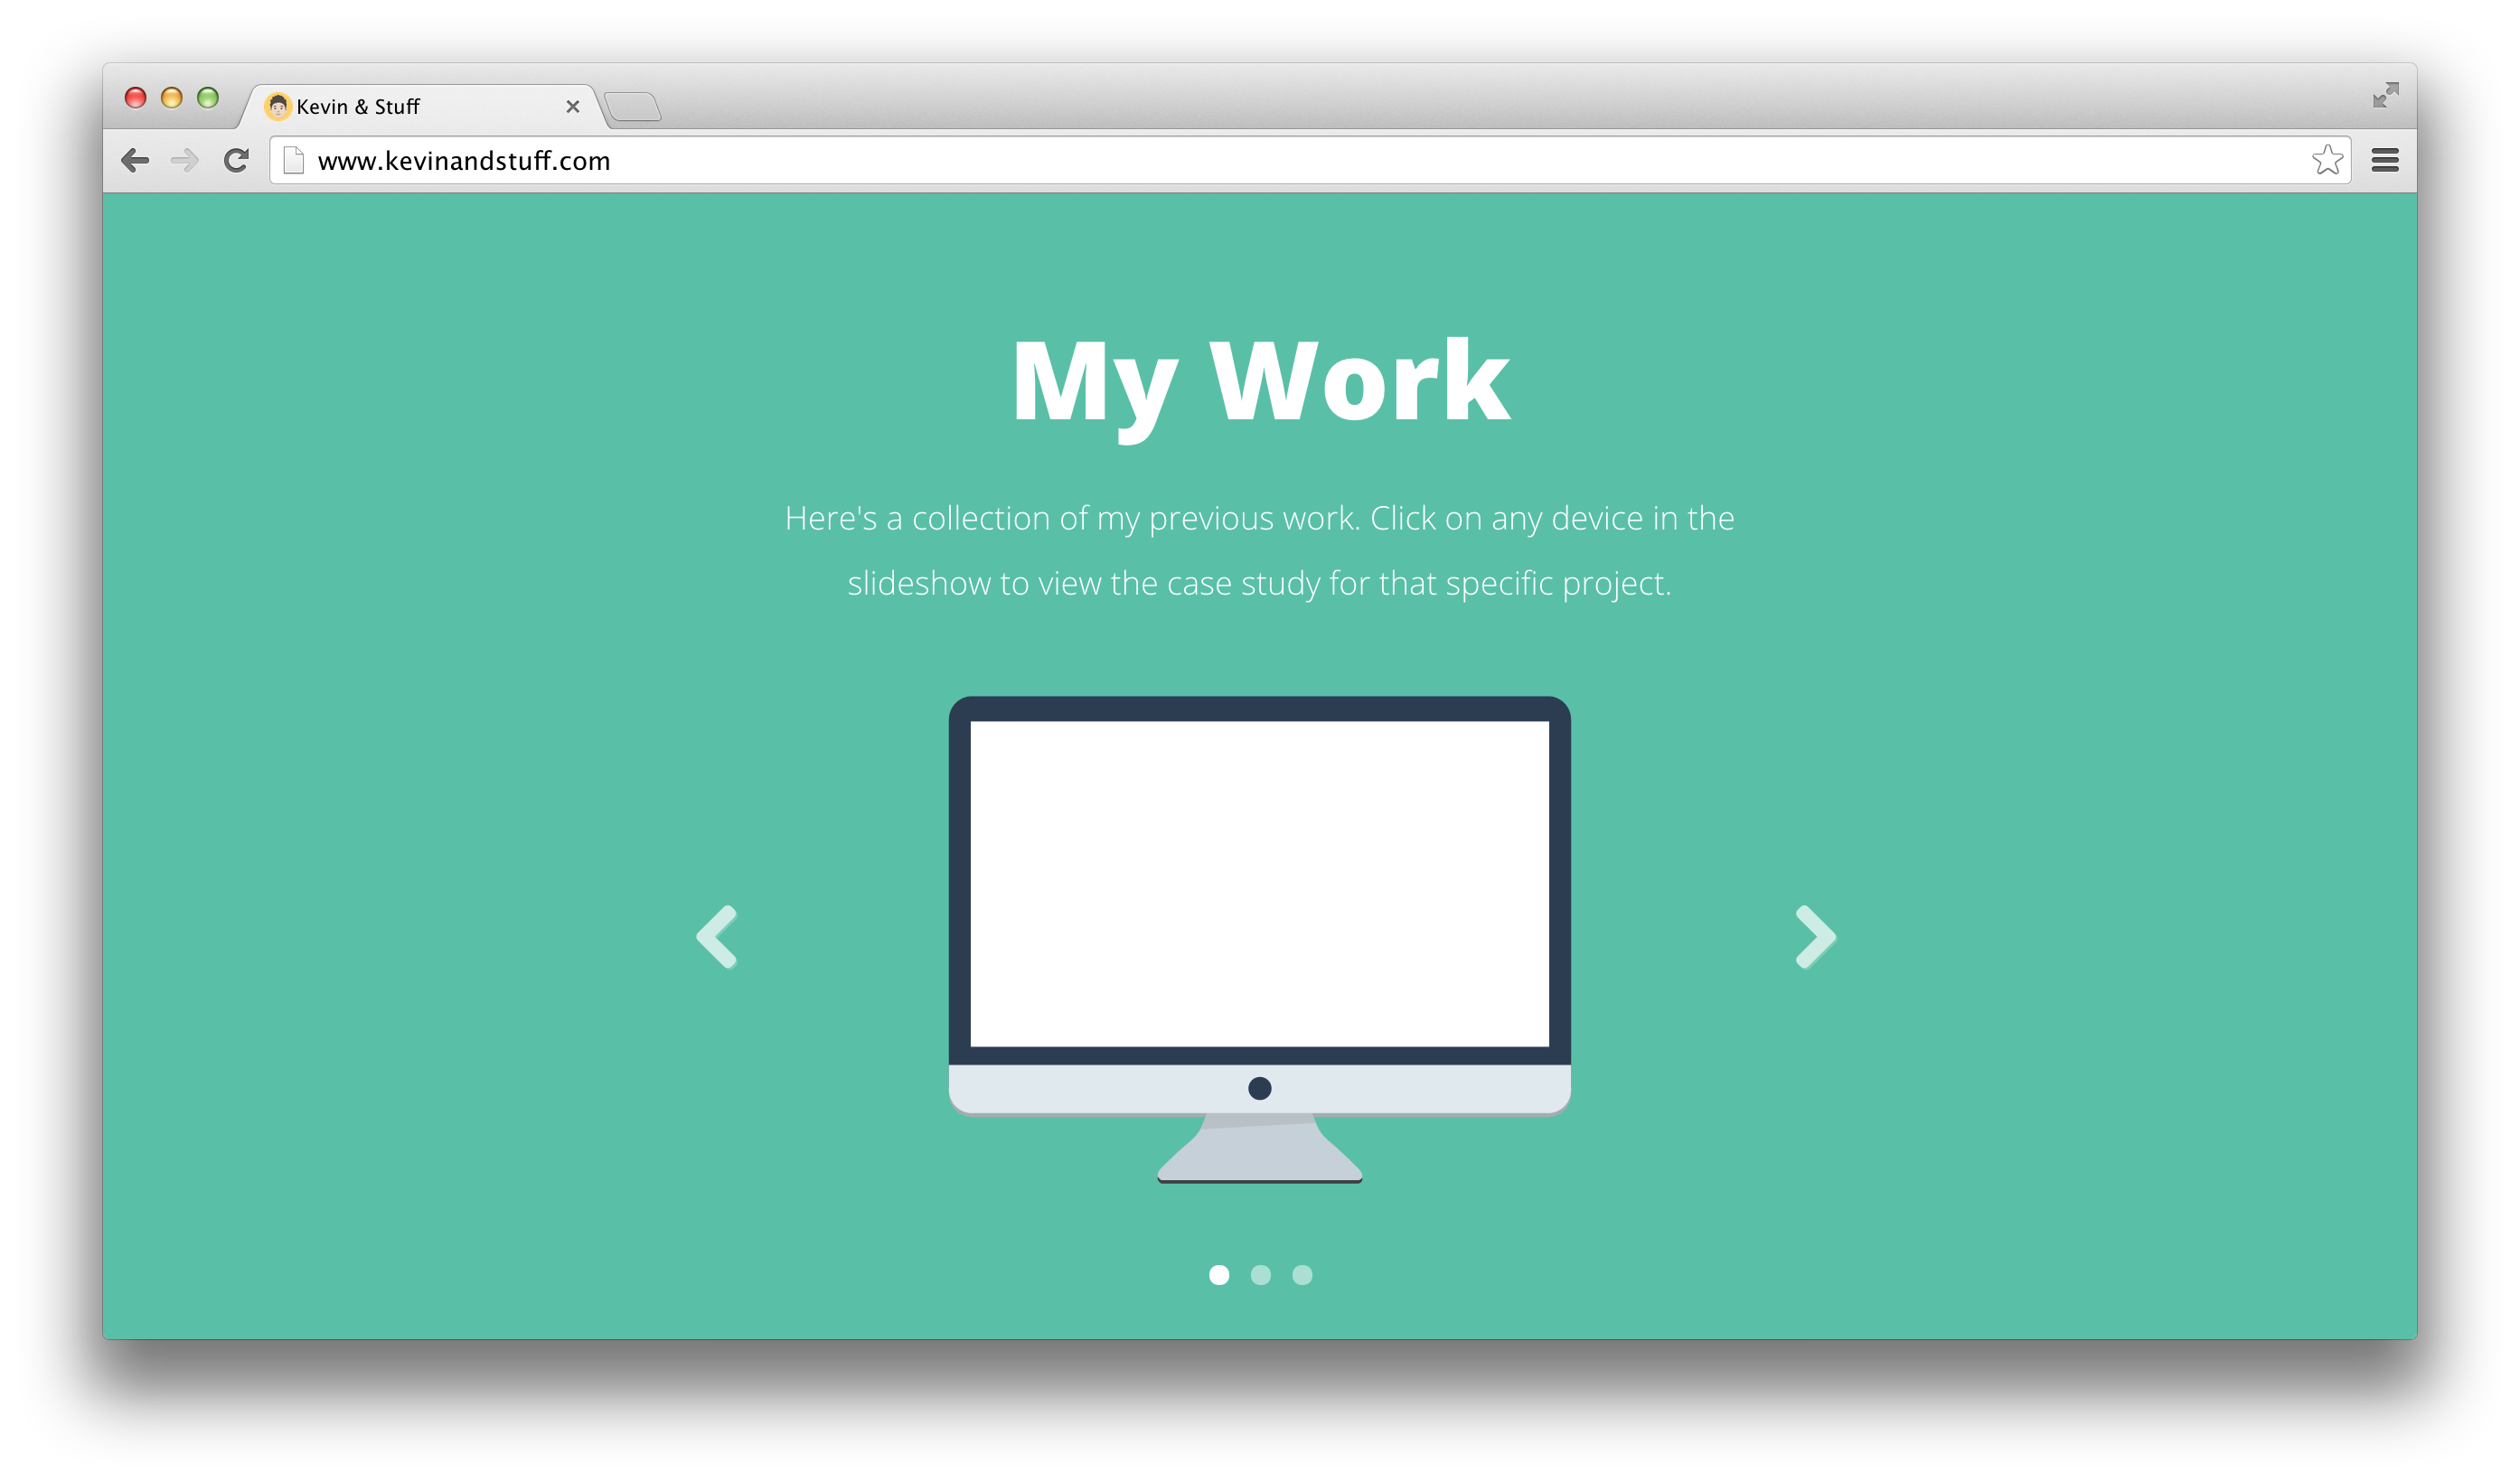 Kevin & Stuff
www.kevinandstuff.com
My Work
Here's a collection of my previous work. Click on any device in the
slideshow to view the case study for that specific project.